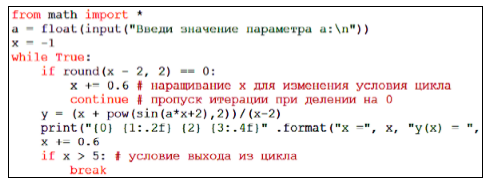 from math import *
a = float(input("Введи значение параметра a:\n"))
x = -1
while True:
    if round(x - 2, 2) == 0:
        x += 0.6 # наращивание x для изменения условия цикла
        continue # пропуск итерации при делении на 0
    y = (x + pow(sin(a*x+2),2))/(x-2)
    print("{0} {1:.2f} {2} {3:.4f}" .format("x =", x, "y(x) = ",
    x += 0.6
    if x > 5: # условие выхода из цикла
        break